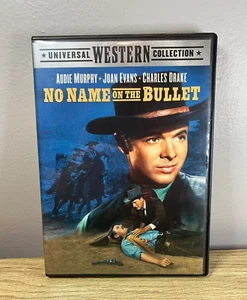 UNIVERSAL WESTERN COLLECTION
AUDIE MURPHY • JOAN EVANS • CHARLES DRAKE
NO NAME ON THE BULLET